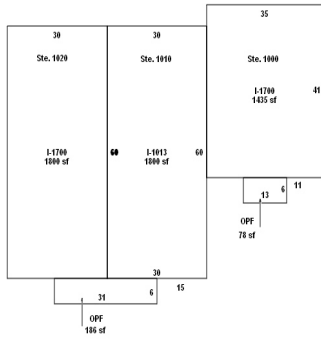 35
30 30
Ste. 1020 Ste. 1010 Ste. 1000
I-1700
1435 sf
41
I-1700
1800 sf
60
I-1013
1800 sf
60
11
13 6
OPF
78 sf
30
15
31 6
OPF
186 sf